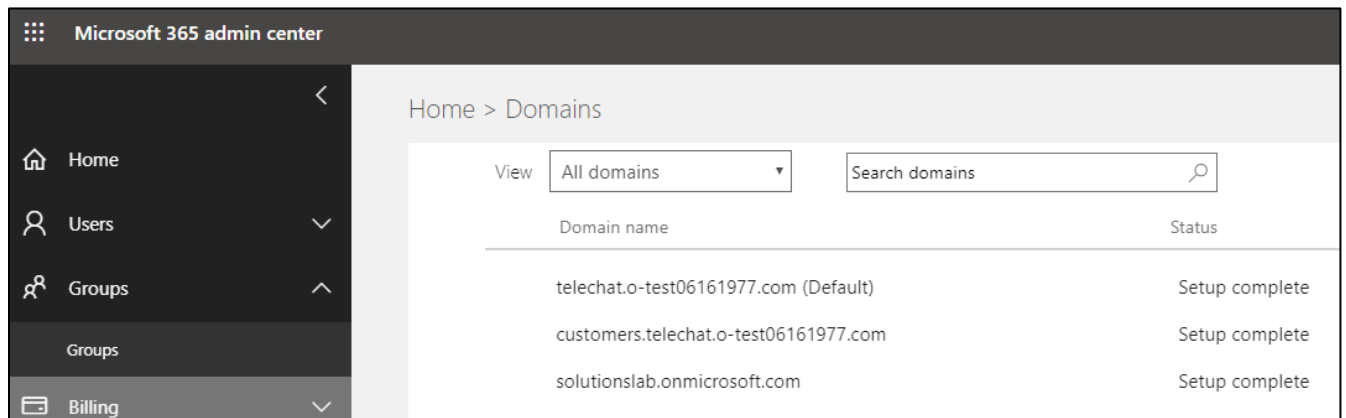 Microsoft 365 admin center
Home > Domains
Home
View All domains Search domains
Users
Domain name Status
Groups
telechat.o-test06161977.com (Default) Setup complete
customers.telechat.o-test06161977.com Setup complete
Groups
solutionslab.onmicrosoft.com Setup complete
Billing